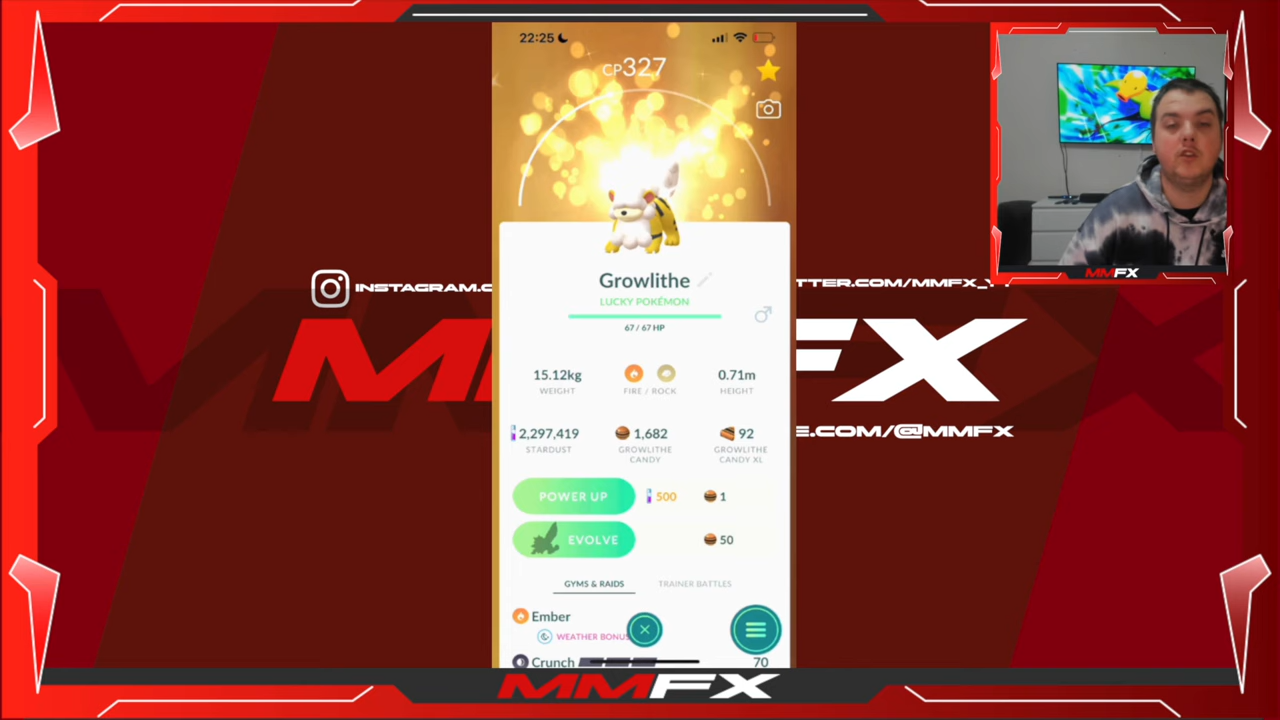 22:25
CP327
Growlithe
LUCKY POKÉMON
67 / 67 HP
15.12kg
WEIGHT
FIRE / ROCK
0.71m
HEIGHT
2,297,419
STARDUST
1,682
GROWLITHE
CANDY
92
GROWLITHE
CANDY XL
POWER UP
500
1
EVOLVE
50
GYMS & RAIDS
TRAINER BATTLES
Ember
WEATHER BONUS
Crunch
70
INSTAGRAM.C
TTER.COM/MMFX_
E.COM/@MMFX
FX
MMFX
MMFX